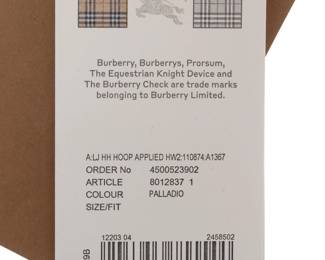 Burberry, Burberrys, Prorsum,
The Equestrian Knight Device and
The Burberry Check are trade marks
belonging to Burberry Limited.
A:LJ HH HOOP APPLIED HW2:110874:A1367
ORDER No 4500523902
ARTICLE 8012837 1
COLOUR PALLADIO
SIZE/FIT
12203 04 2458502
9B